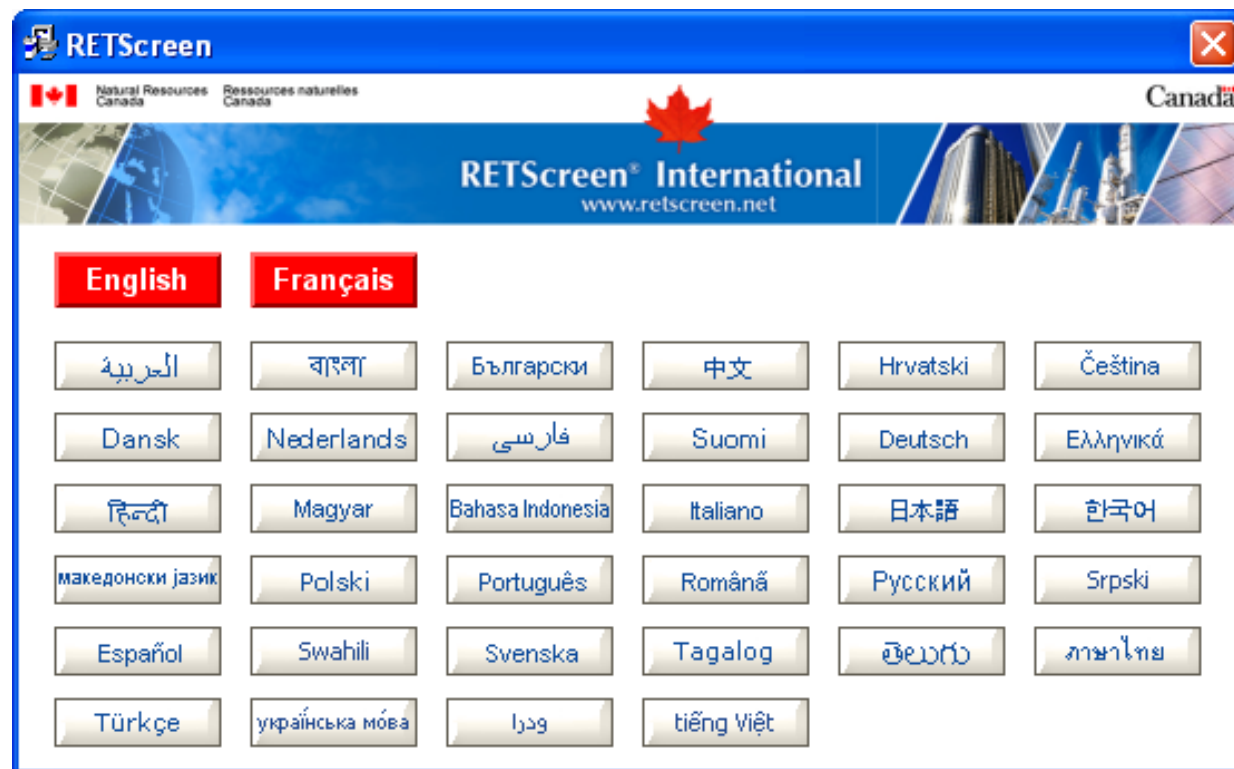 RETScreen
Natural Resources Canada
Ressources naturelles Canada
Canada
RETScreen® International
www.retscreen.net
English
Français
العربية
বাংলা
Български
中文
Hrvatski
Čeština
Dansk
Nederlands
فارسی
Suomi
Deutsch
Ελληνικά
हिन्दी
Magyar
Bahasa Indonesia
Italiano
日本語
한국어
македонски јазик
Polski
Português
Română
Русский
Srpski
Español
Swahili
Svenska
Tagalog
తెలుగు
ภาษาไทย
Türkçe
украї́нська мо́ва
ودرا
tiếng Việt